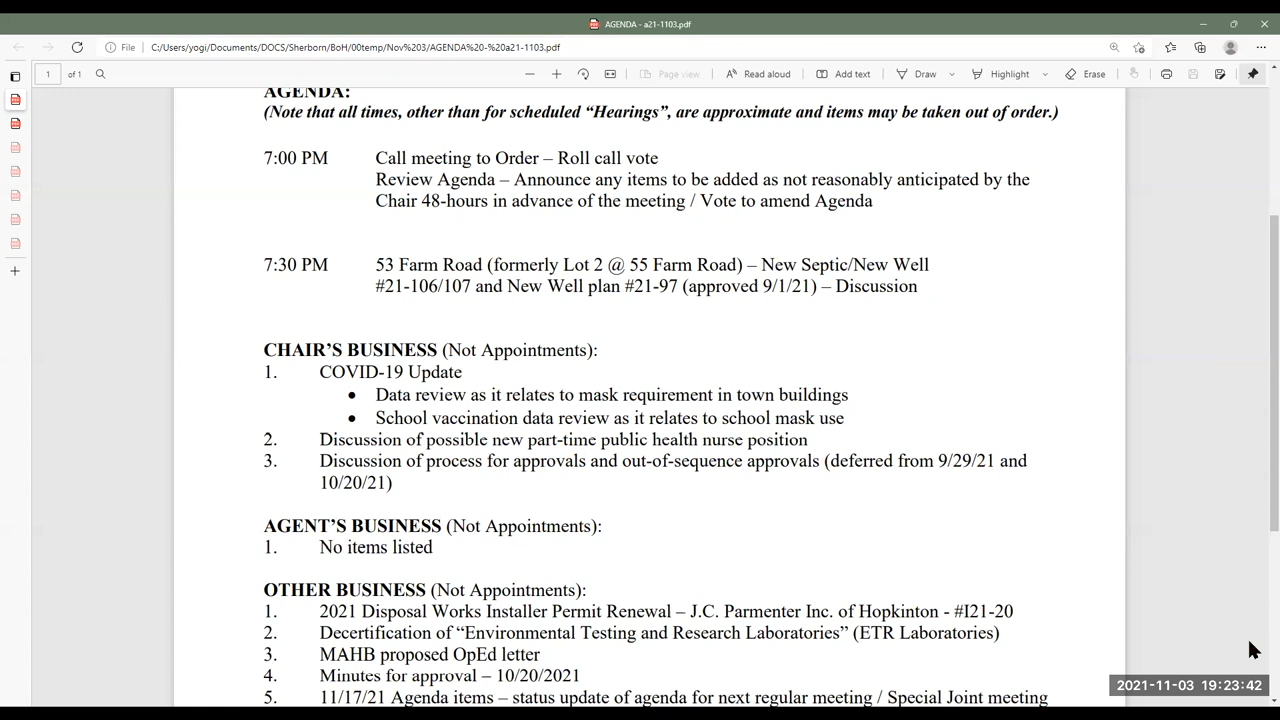 AGENDA - a21-1103.pdf
File
C:/Users/yogi/Documents/DOCS/Sherborn/BoH/00temp/Nov%203/AGENDA%20-%20a21-1103.pdf
1 of 1
Page view
Read aloud
Add text
Draw
Highlight
Erase
AGENDA:
(Note that all times, other than for scheduled “Hearings”, are approximate and items may be taken out of order.)
7:00 PM Call meeting to Order – Roll call vote
Review Agenda – Announce any items to be added as not reasonably anticipated by the
Chair 48-hours in advance of the meeting / Vote to amend Agenda
7:30 PM 53 Farm Road (formerly Lot 2 @ 55 Farm Road) – New Septic/New Well
#21-106/107 and New Well plan #21-97 (approved 9/1/21) – Discussion
CHAIR’S BUSINESS (Not Appointments):
1. COVID-19 Update
• Data review as it relates to mask requirement in town buildings
• School vaccination data review as it relates to school mask use
2. Discussion of possible new part-time public health nurse position
3. Discussion of process for approvals and out-of-sequence approvals (deferred from 9/29/21 and
10/20/21)
AGENT’S BUSINESS (Not Appointments):
1. No items listed
OTHER BUSINESS (Not Appointments):
1. 2021 Disposal Works Installer Permit Renewal – J.C. Parmenter Inc. of Hopkinton - #I21-20
2. Decertification of “Environmental Testing and Research Laboratories” (ETR Laboratories)
3. MAHB proposed OpEd letter
4. Minutes for approval – 10/20/2021
5. 11/17/21 Agenda items – status update of agenda for next regular meeting / Special Joint meeting
2021-11-03 19:23:42